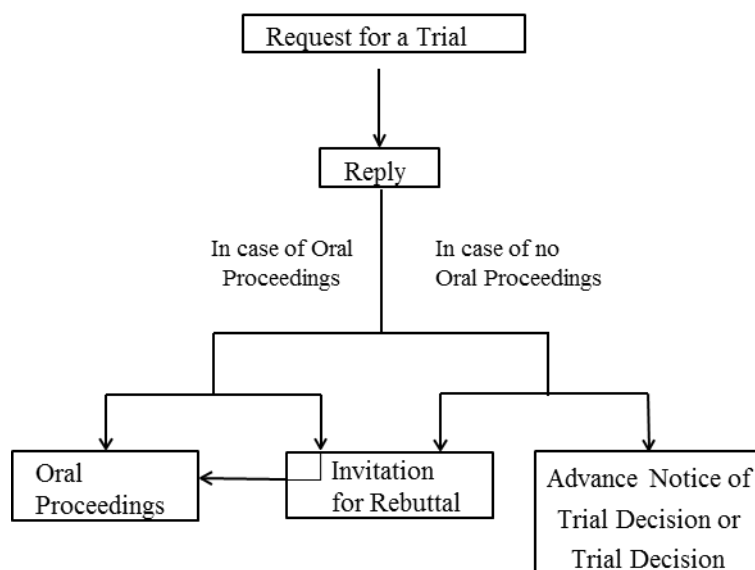 Request for a Trial
Reply
In case of Oral
Proceedings
In case of no
Oral Proceedings
Oral
Proceedings
Invitation
for Rebuttal
Advance Notice of
Trial Decision or
Trial Decision